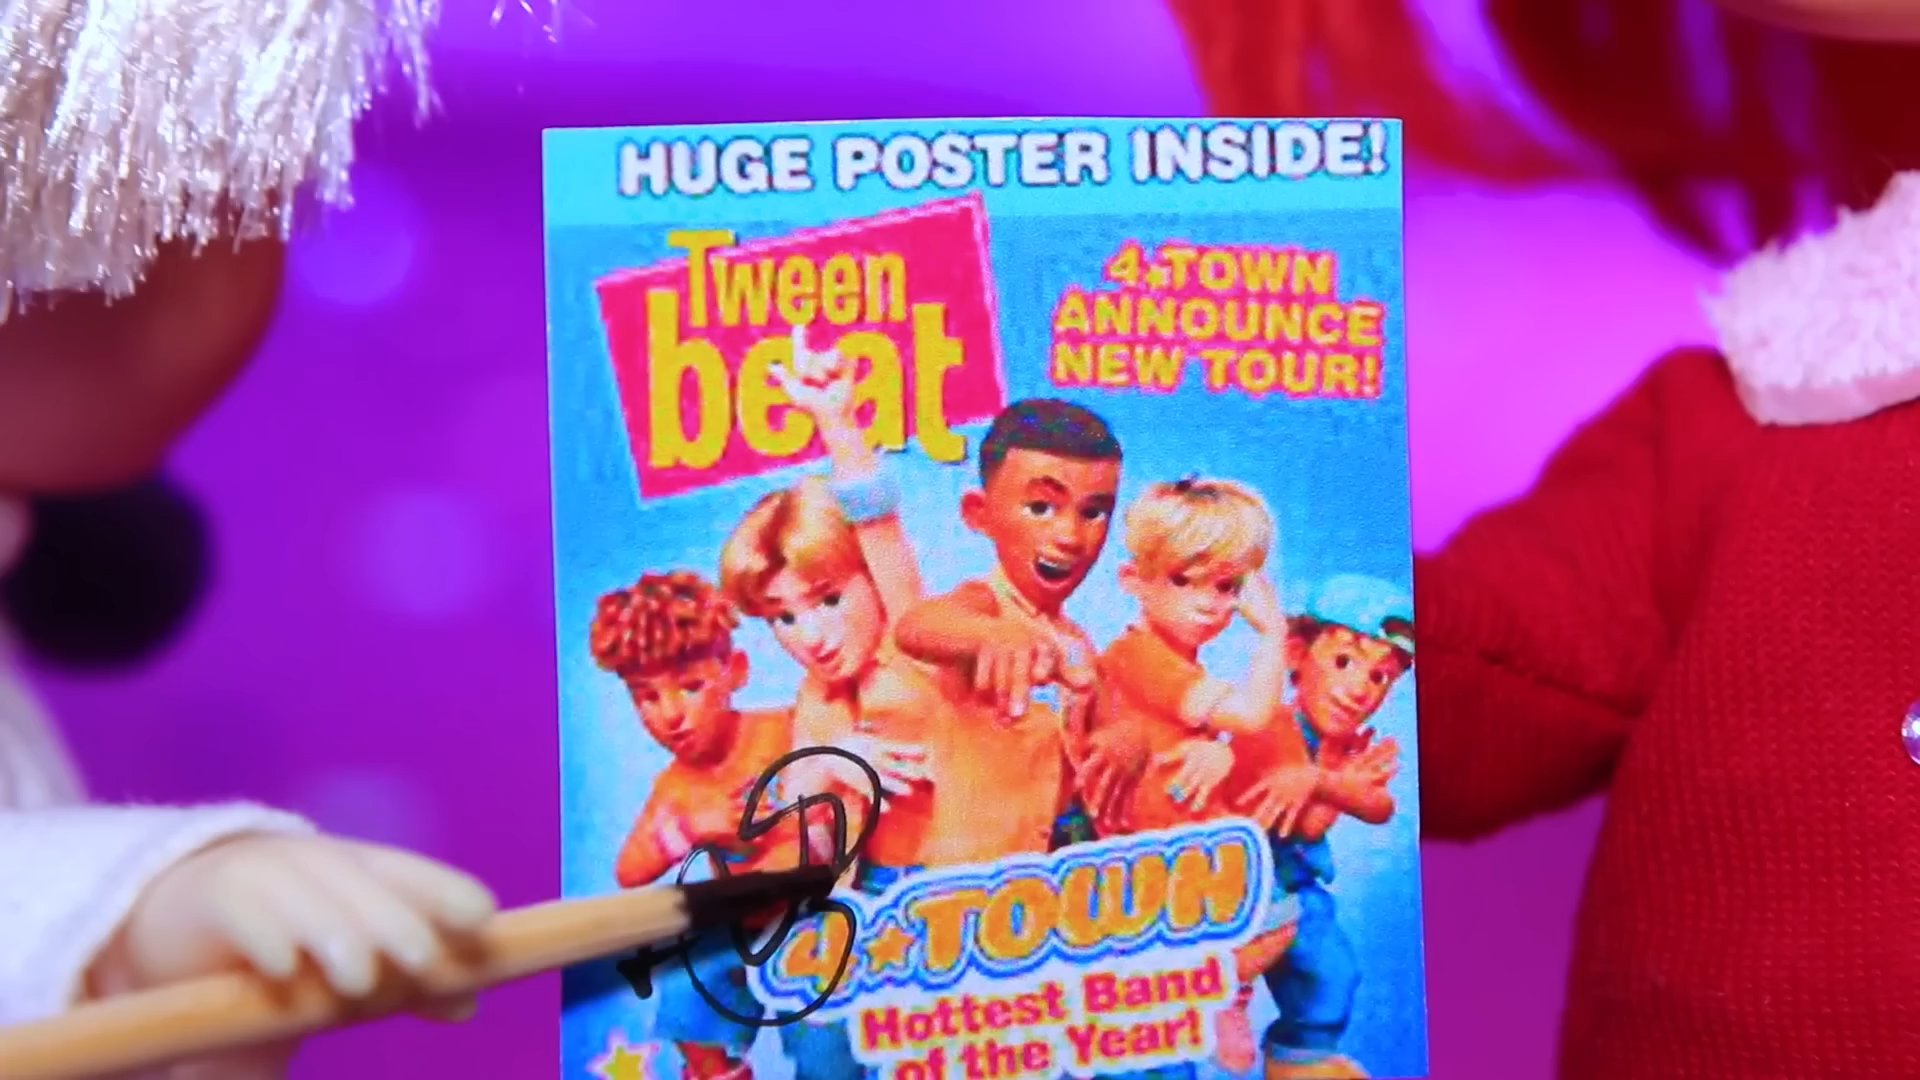 HUGE POSTER INSIDE!
Tween
beat
4★TOWN
ANNOUNCE
NEW TOUR!
4★TOWN
Hottest Band
of the Year!